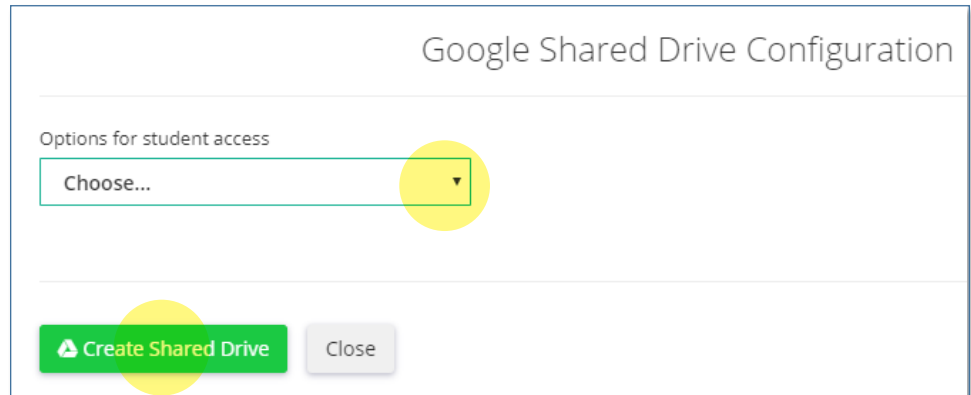 Google Shared Drive Configuration
Options for student access
Choose...
Create Shared Drive
Close